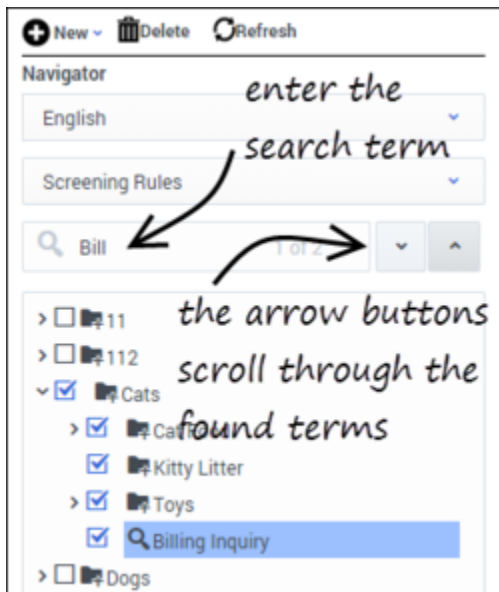 New Delete Refresh
Navigator
English
enter the
search term
Screening Rules
Bill 1 of 2
the arrow buttons
scroll through the
found terms
11
112
Cats
Cat
Kitty Litter
Toys
Billing Inquiry
Dogs